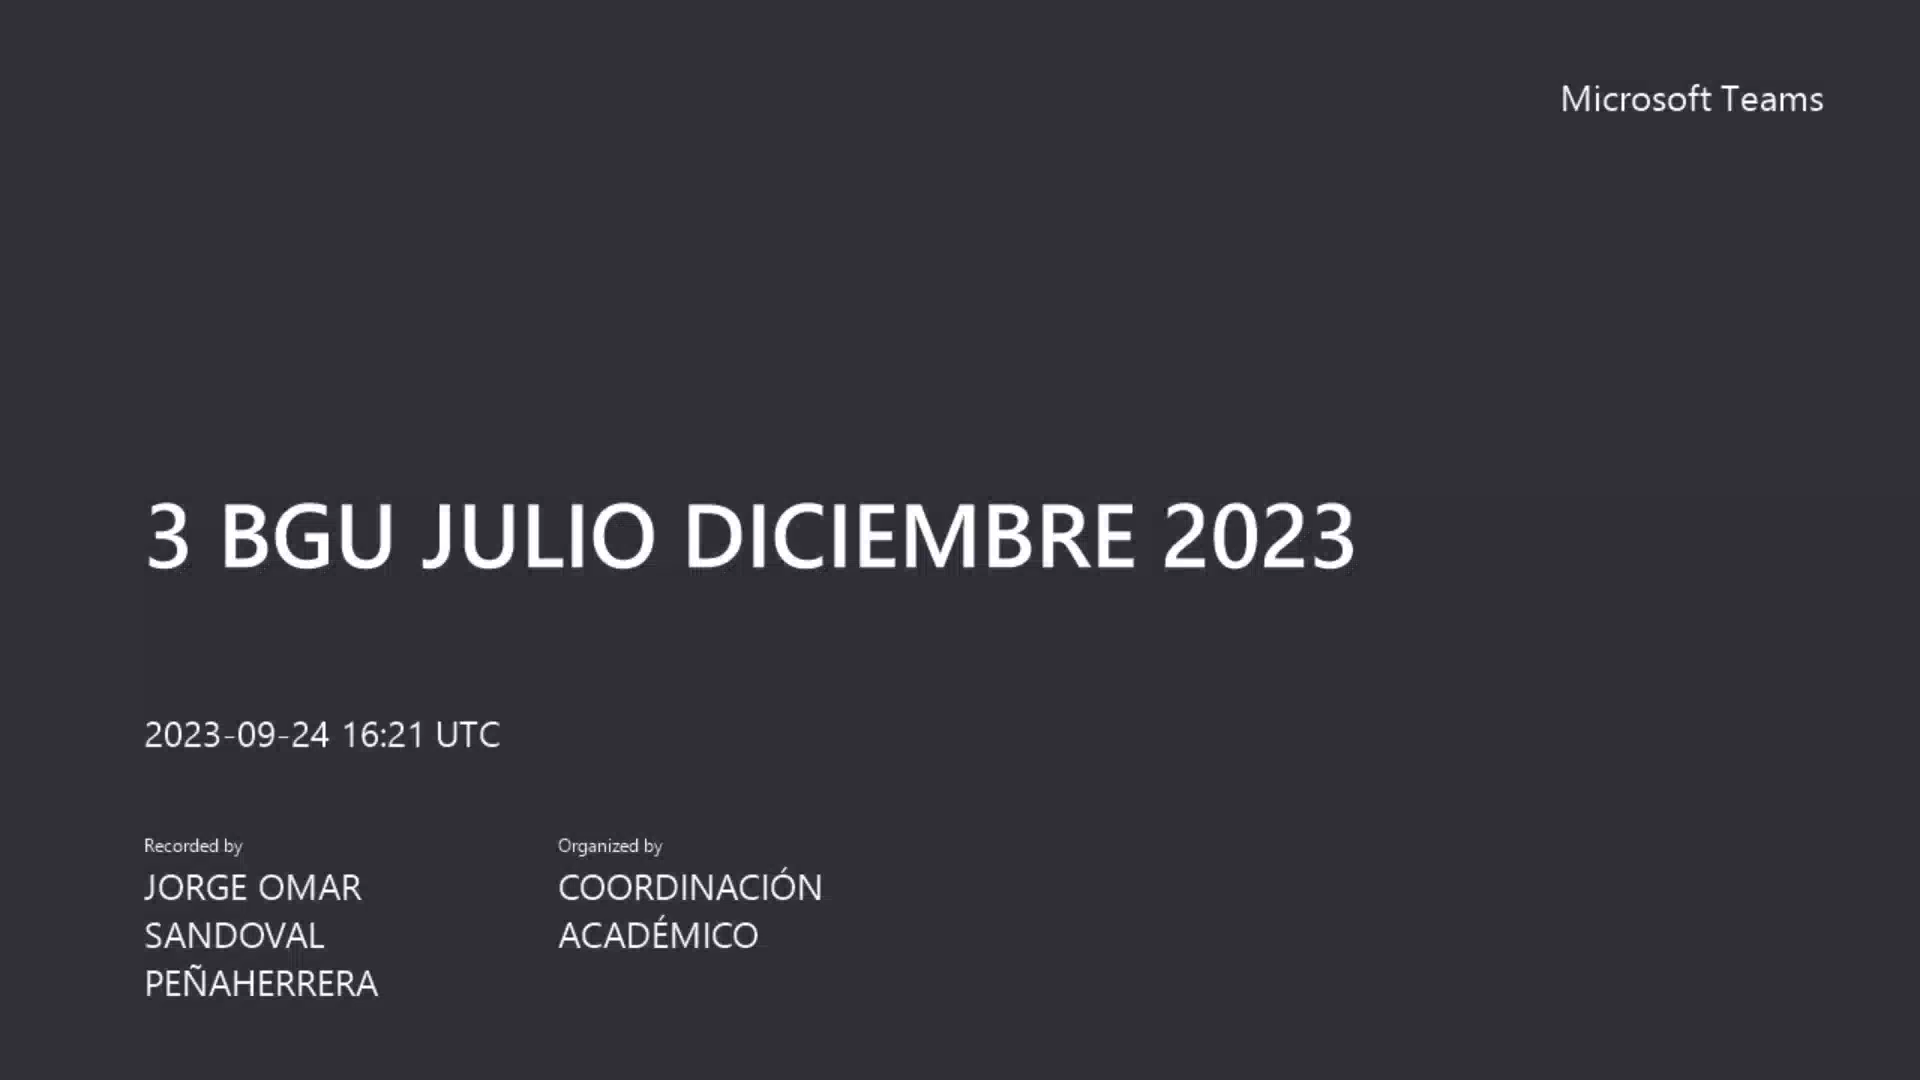 Microsoft Teams
3 BGU JULIO DICIEMBRE 2023
2023-09-24 16:21 UTC
Recorded by
JORGE OMAR
SANDOVAL
PEÑAHERRERA
Organized by
COORDINACIÓN
ACADÉMICO